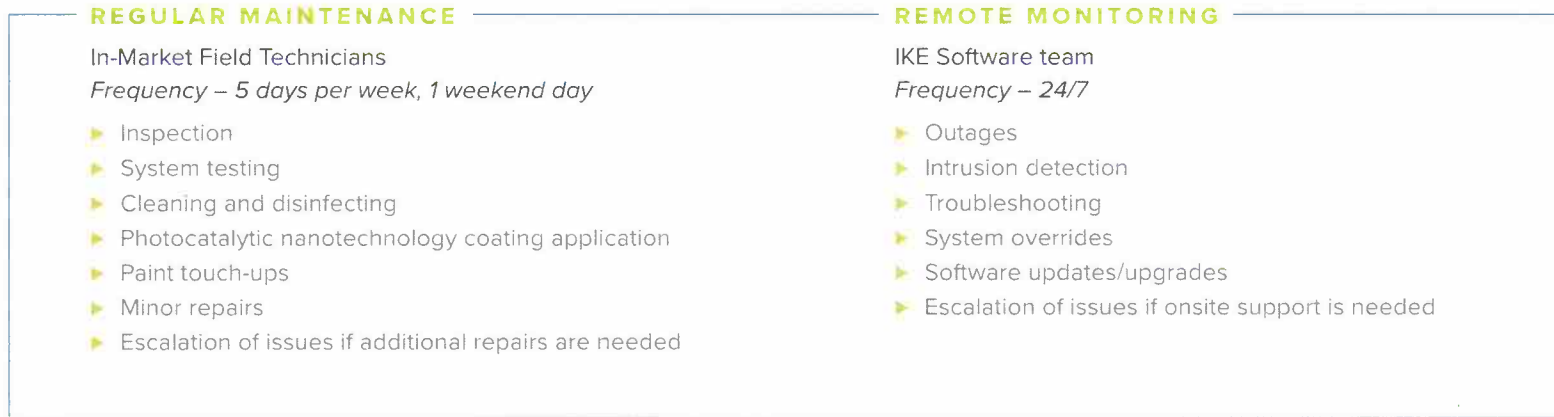 REGULAR MAINTENANCE
In-Market Field Technicians
Frequency – 5 days per week, 1 weekend day
► Inspection
► System testing
► Cleaning and disinfecting
► Photocatalytic nanotechnology coating application
► Paint touch-ups
► Minor repairs
► Escalation of issues if additional repairs are needed
REMOTE MONITORING
IKE Software team
Frequency – 24/7
► Outages
► Intrusion detection
► Troubleshooting
► System overrides
► Software updates/upgrades
► Escalation of issues if onsite support is needed